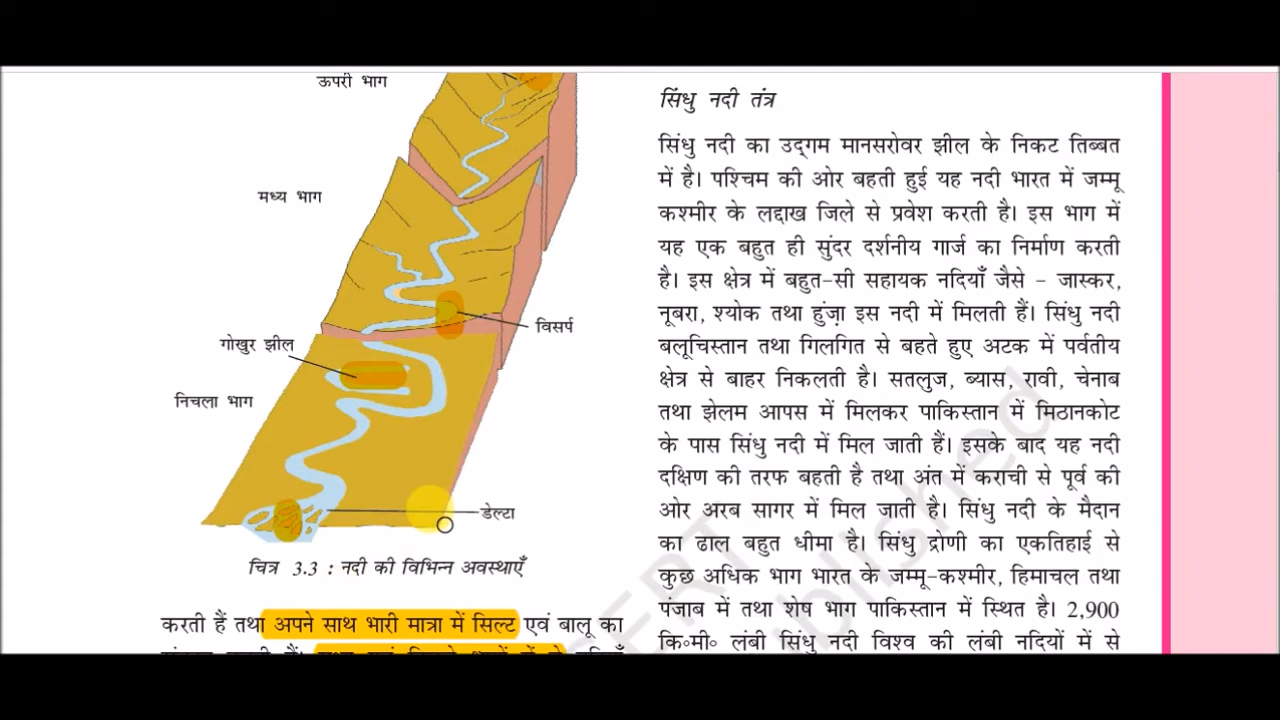 ऊपरी भाग
मध्य भाग
विसर्प
गोखुर झील
निचला भाग
डेल्टा
चित्र 3.3 : नदी की विभिन्न अवस्थाएँ
करती हैं तथा अपने साथ भारी मात्रा में सिल्ट एवं बालू का
सिंधु नदी तंत्र
सिंधु नदी का उद्गम मानसरोवर झील के निकट तिब्बत
में है। पश्चिम की ओर बहती हुई यह नदी भारत में जम्मू
कश्मीर के लद्दाख जिले से प्रवेश करती है। इस भाग में
यह एक बहुत ही सुंदर दर्शनीय गार्ज का निर्माण करती
है। इस क्षेत्र में बहुत-सी सहायक नदियाँ जैसे - जास्कर,
नूबरा, श्योक तथा हुंज़ा इस नदी में मिलती हैं। सिंधु नदी
बलूचिस्तान तथा गिलगित से बहते हुए अटक में पर्वतीय
क्षेत्र से बाहर निकलती है। सतलुज, ब्यास, रावी, चेनाब
तथा झेलम आपस में मिलकर पाकिस्तान में मिठानकोट
के पास सिंधु नदी में मिल जाती हैं। इसके बाद यह नदी
दक्षिण की तरफ बहती है तथा अंत में कराची से पूर्व की
ओर अरब सागर में मिल जाती है। सिंधु नदी के मैदान
का ढाल बहुत धीमा है। सिंधु द्रोणी का एकतिहाई से
कुछ अधिक भाग भारत के जम्मू-कश्मीर, हिमाचल तथा
पंजाब में तथा शेष भाग पाकिस्तान में स्थित है। 2,900
कि॰मी॰ लंबी सिंधु नदी विश्व की लंबी नदियों में से